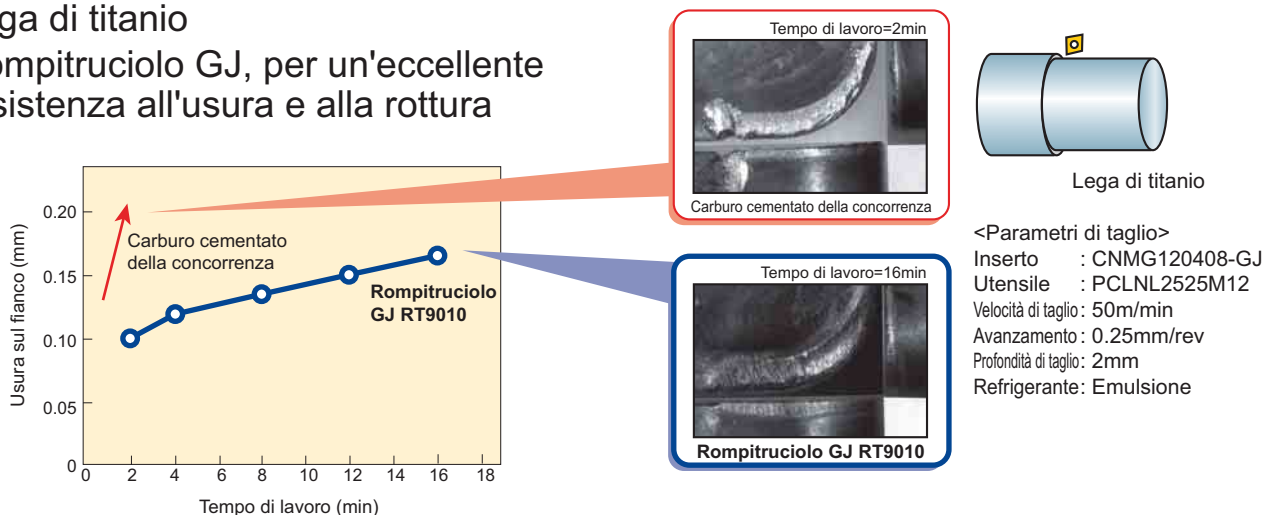 ga di titanio
ompitruciolo GJ, per un'eccellente
sistenza all'usura e alla rottura
Usura sul fianco (mm)
0.20
0.15
0.10
0.05
0
0 2 4 6 8 10 12 14 16 18
Tempo di lavoro (min)
Carburo cementato
della concorrenza
Rompitruciolo
GJ RT9010
Tempo di lavoro=2min
Carburo cementato della concorrenza
Tempo di lavoro=16min
Rompitruciolo GJ RT9010
Lega di titanio
<Parametri di taglio>
Inserto : CNMG120408-GJ
Utensile : PCLNL2525M12
Velocità di taglio : 50m/min
Avanzamento : 0.25mm/rev
Profondità di taglio : 2mm
Refrigerante : Emulsione